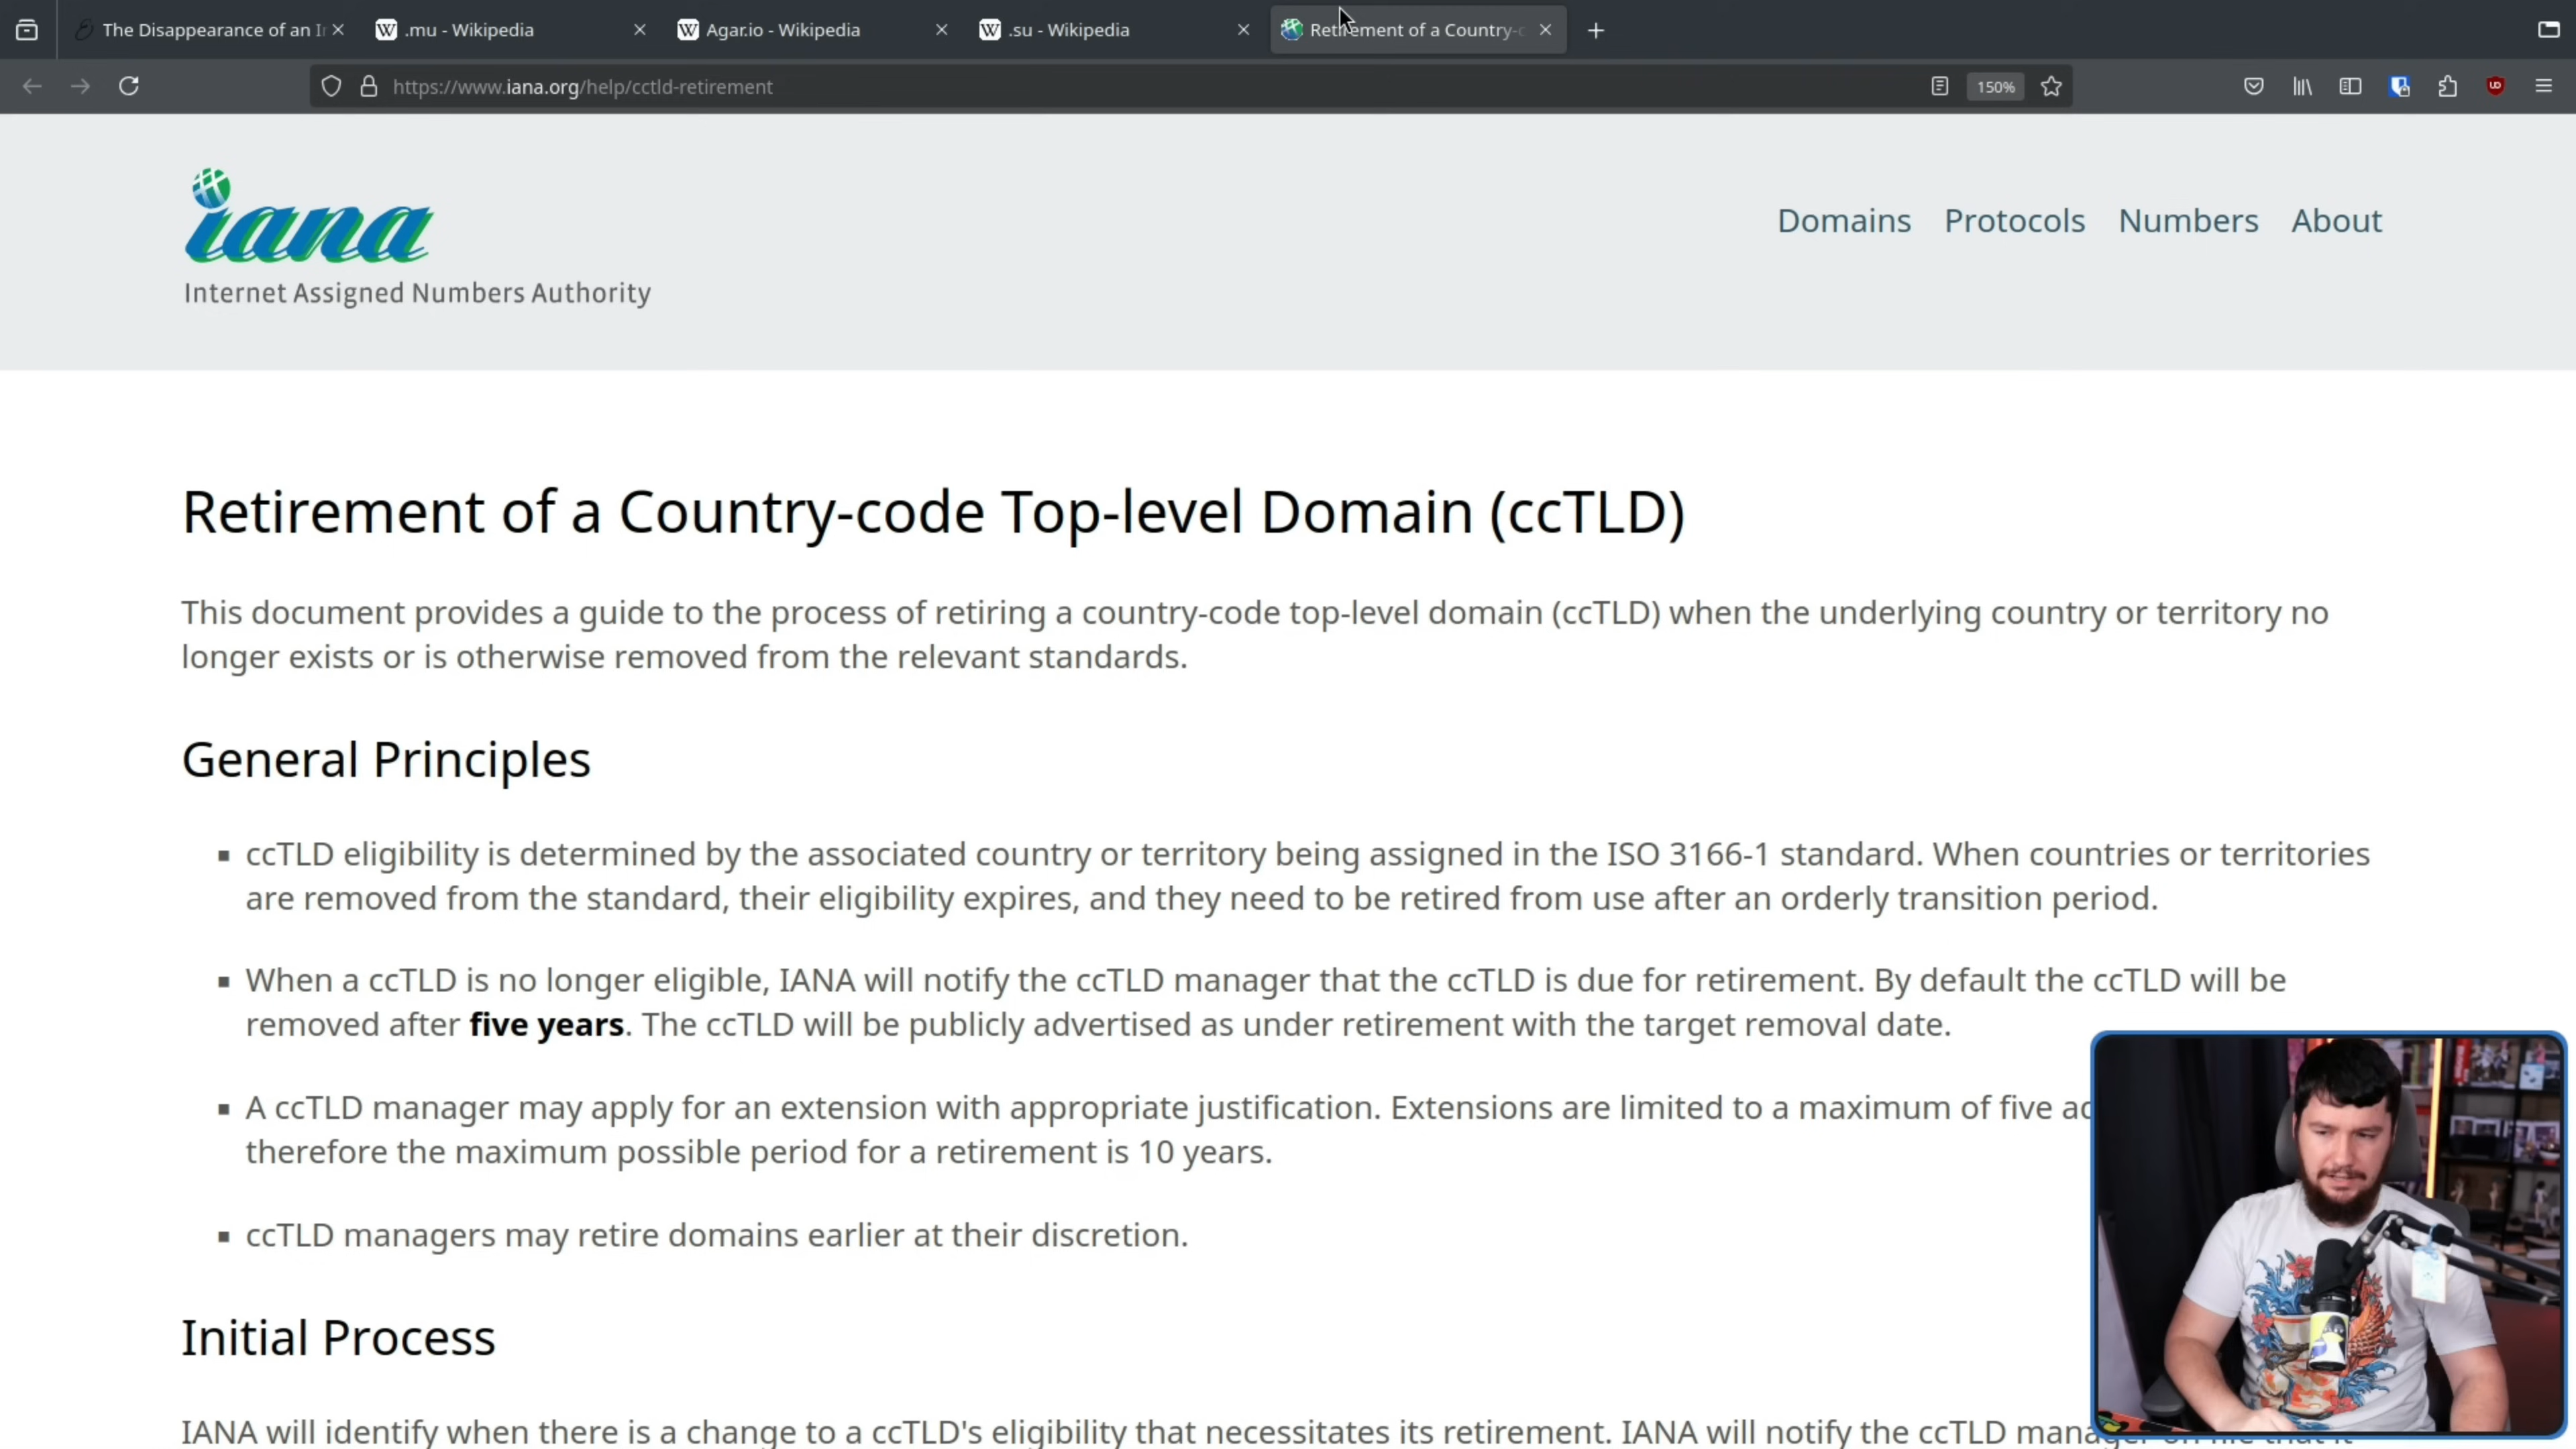 The Disappearance of an
.mu - Wikipedia
Agar.io - Wikipedia
.su - Wikipedia
Retirement of a Country-c
https://www.iana.org/help/cctld-retirement
150%
iana
Internet Assigned Numbers Authority
Domains Protocols Numbers About
Retirement of a Country-code Top-level Domain (ccTLD)
This document provides a guide to the process of retiring a country-code top-level domain (ccTLD) when the underlying country or territory no
longer exists or is otherwise removed from the relevant standards.
General Principles
ccTLD eligibility is determined by the associated country or territory being assigned in the ISO 3166-1 standard. When countries or territories
are removed from the standard, their eligibility expires, and they need to be retired from use after an orderly transition period.
When a ccTLD is no longer eligible, IANA will notify the ccTLD manager that the ccTLD is due for retirement. By default the ccTLD will be
removed after five years. The ccTLD will be publicly advertised as under retirement with the target removal date.
A ccTLD manager may apply for an extension with appropriate justification. Extensions are limited to a maximum of five
therefore the maximum possible period for a retirement is 10 years.
ccTLD managers may retire domains earlier at their discretion.
Initial Process
IANA will identify when there is a change to a ccTLD's eligibility that necessitates its retirement. IANA will notify the ccTLD